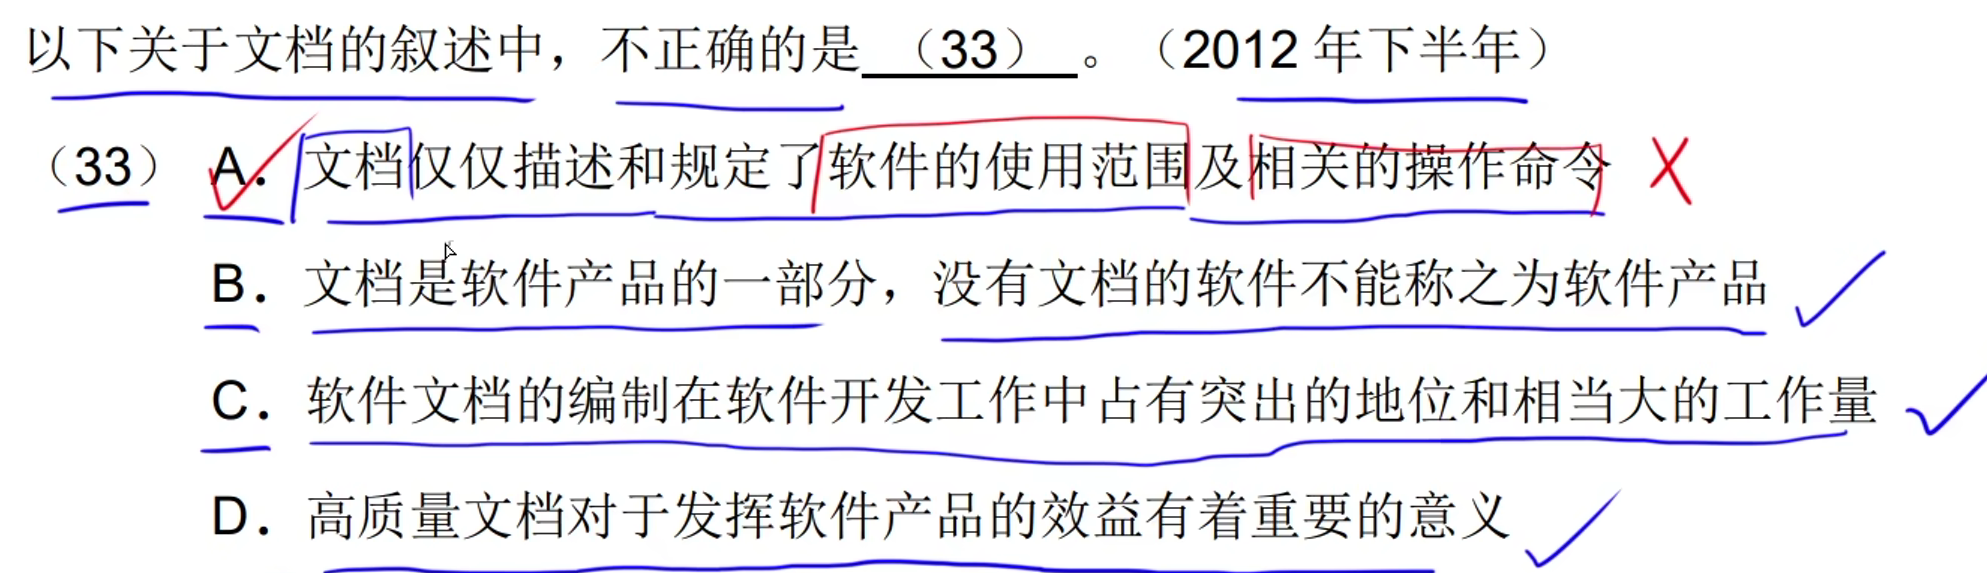 以下关于文档的叙述中，不正确的是 （33） 。（2012 年下半年）
（33） A．文档仅仅描述和规定了软件的使用范围及相关的操作命令
B．文档是软件产品的一部分，没有文档的软件不能称之为软件产品
C．软件文档的编制在软件开发工作中占有突出的地位和相当大的工作量
D．高质量文档对于发挥软件产品的效益有着重要的意义